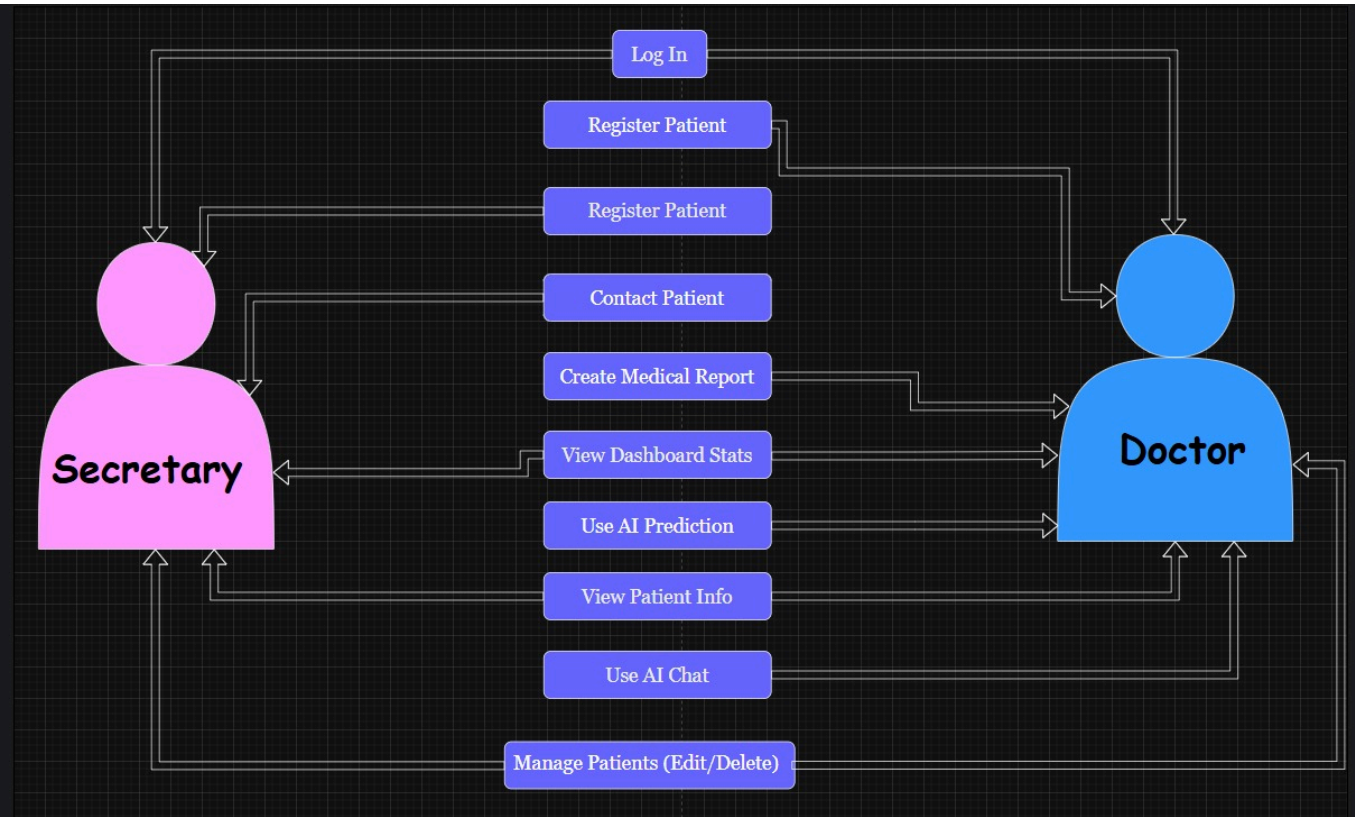 Log In
Register Patient
Register Patient
Contact Patient
Create Medical Report
View Dashboard Stats
Secretary
Doctor
Use AI Prediction
View Patient Info
Use AI Chat
Manage Patients (Edit/Delete)